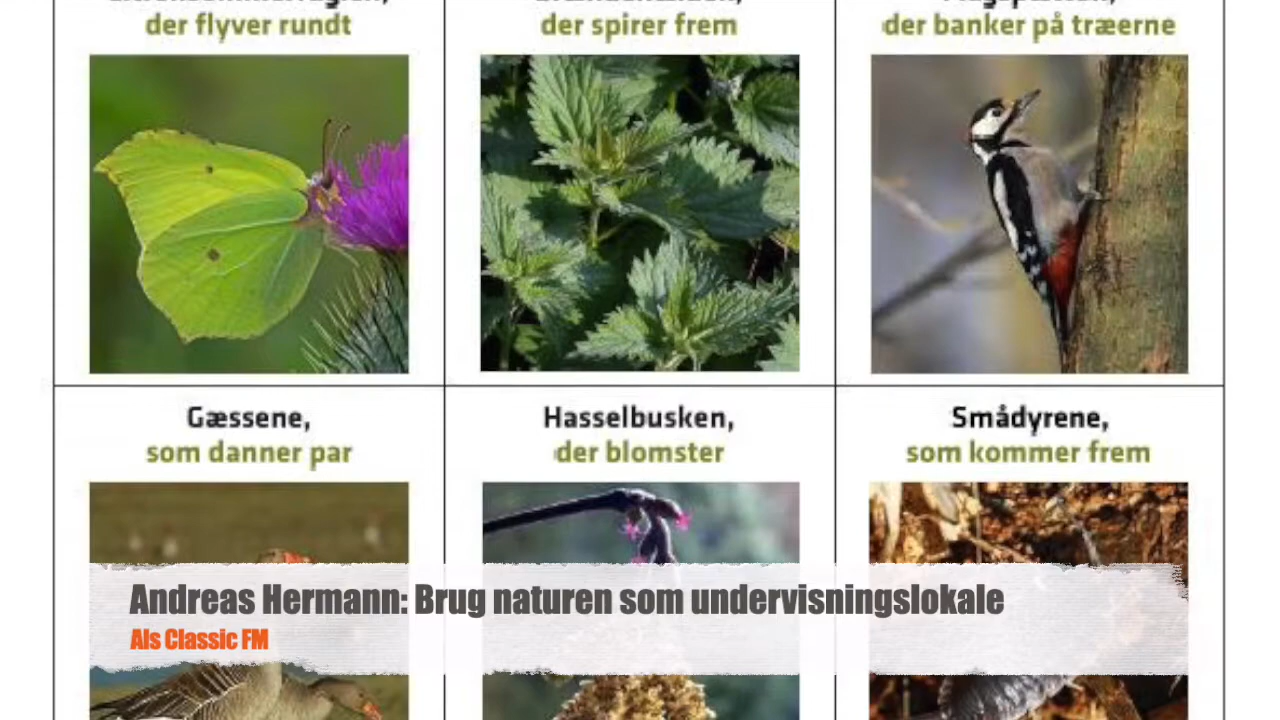 der flyver rundt
der spirer frem
der banker på træerne
Gæssene,
som danner par
Hasselbusken,
der blomster
Smådyrene,
som kommer frem
Andreas Hermann: Brug naturen som undervisningslokale
Als Classic FM